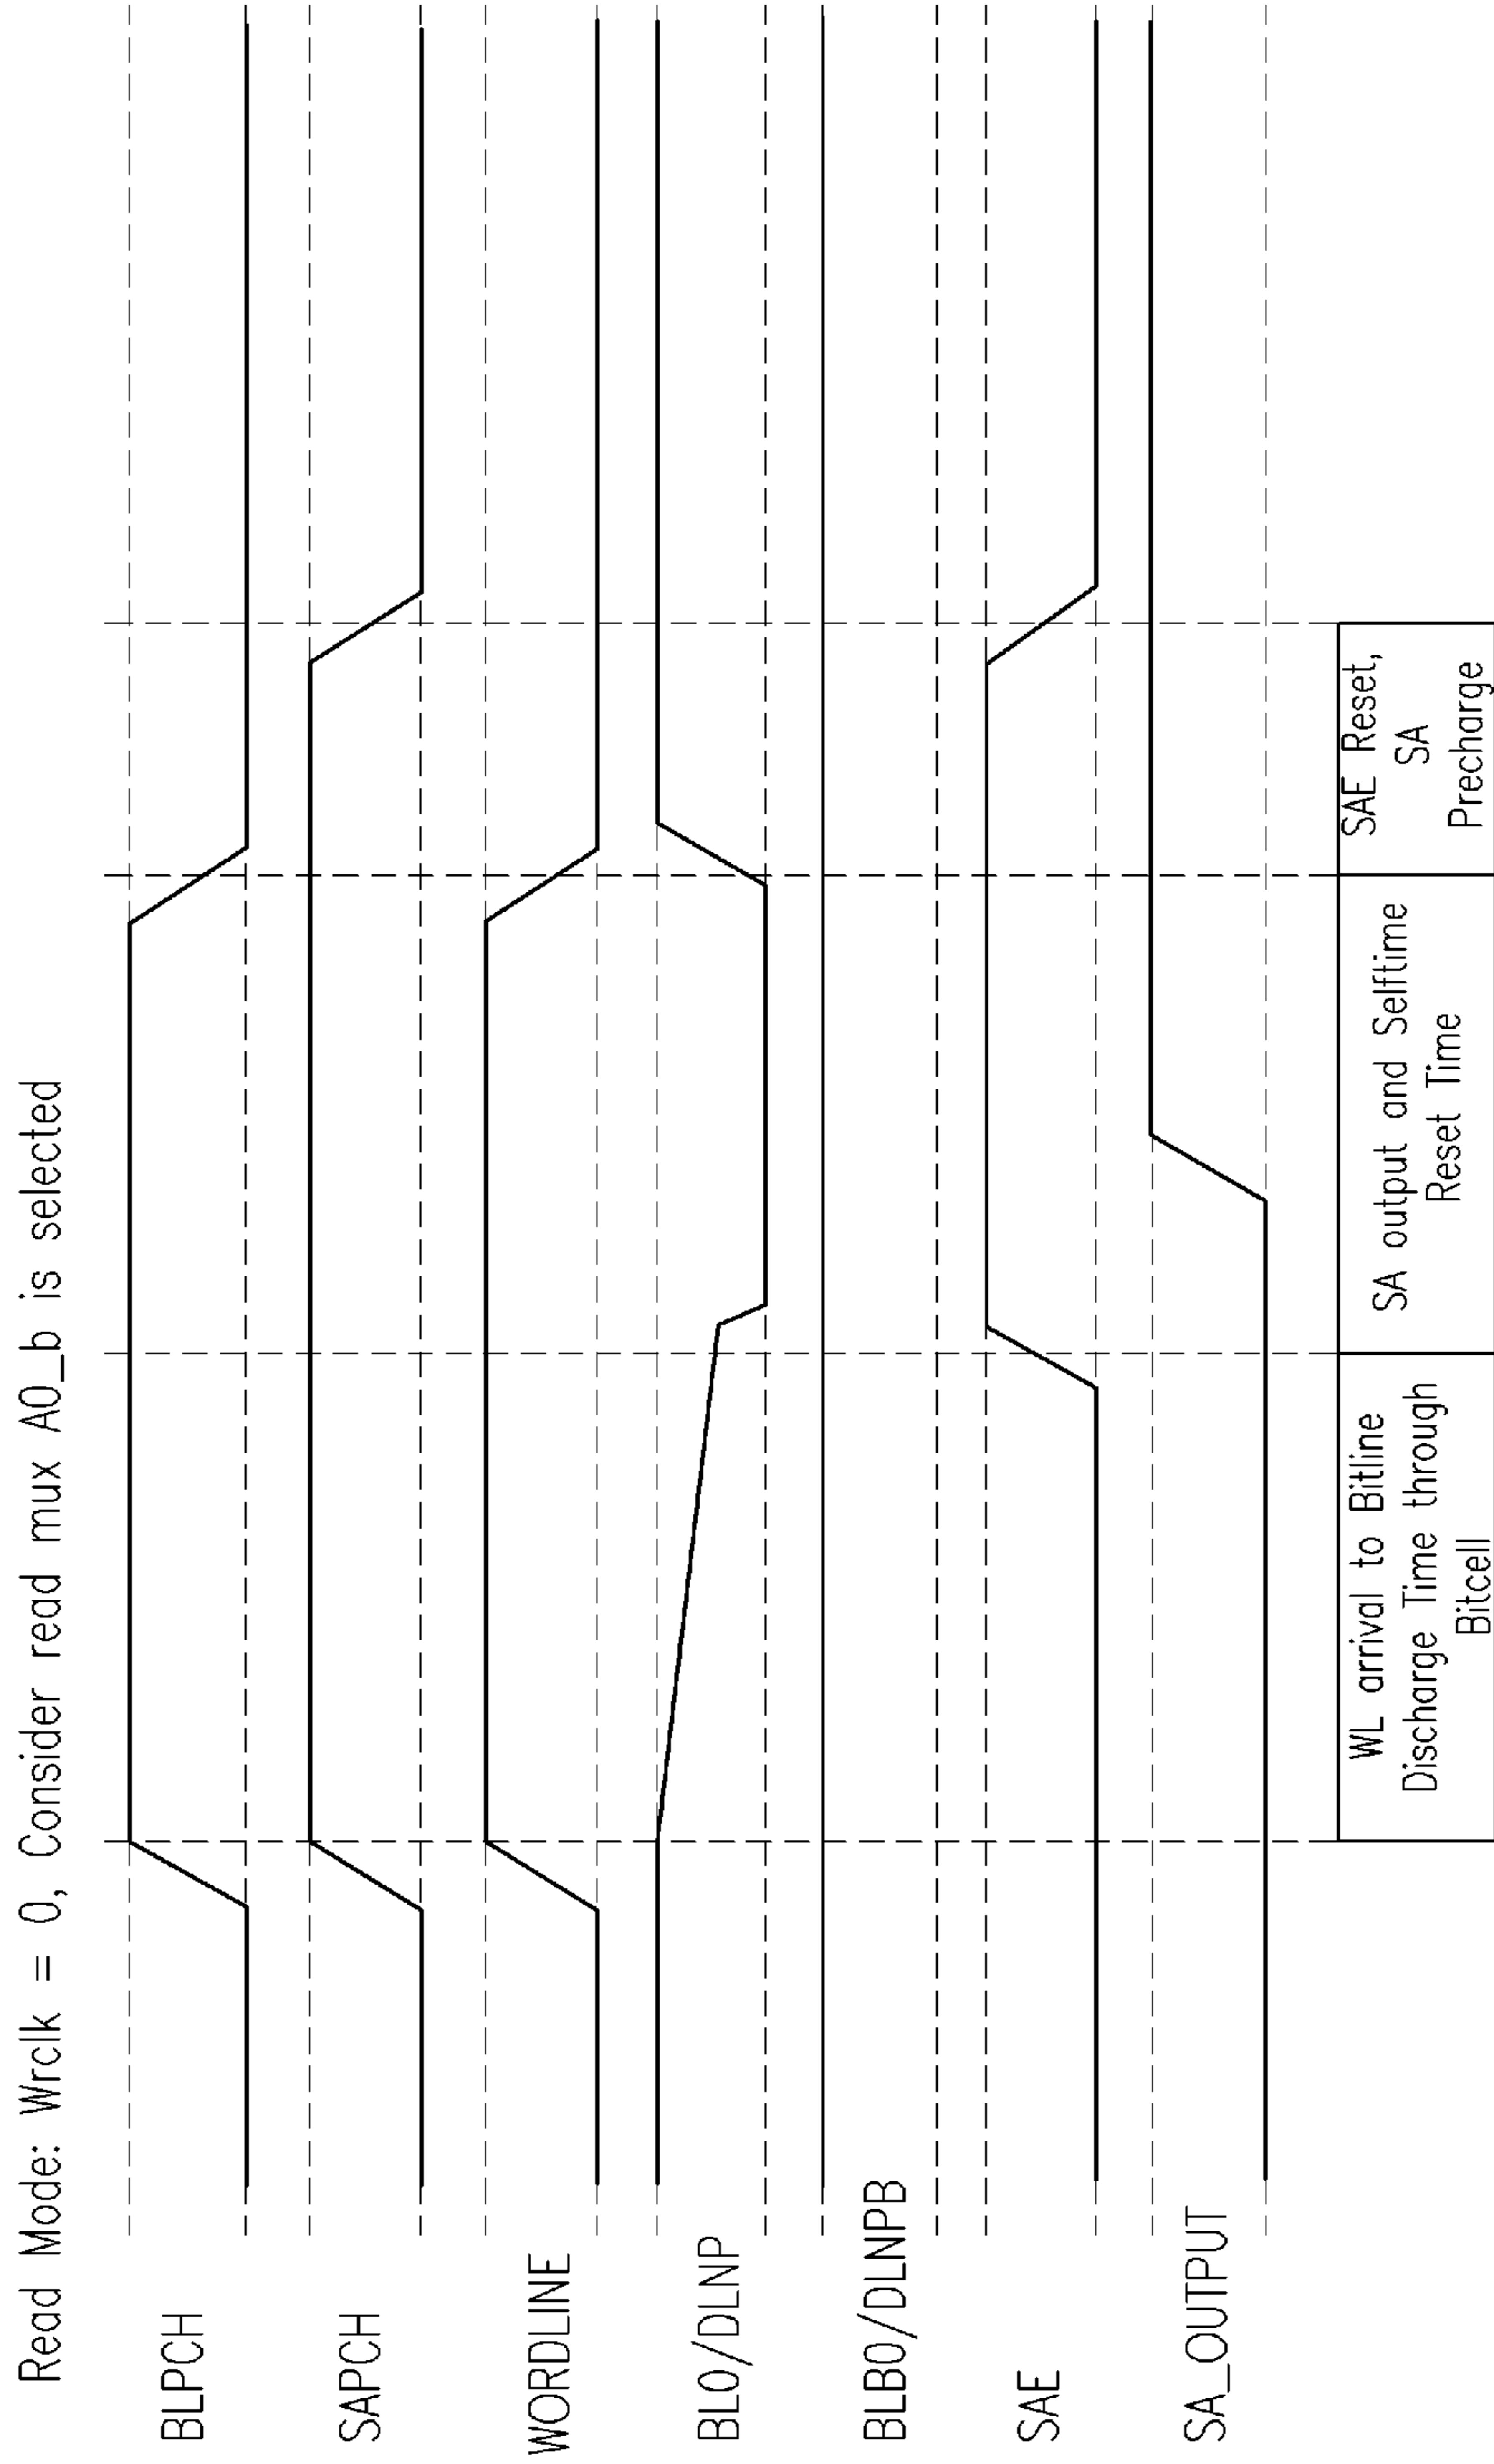 Read Mode: Wrclk = 0, Consider read mux A0_b is selected
BLPCH
SAPCH
WORDLINE
BL0/DLNP
BLB0/DLNPB
SAE
SA_OUTPUT
WL arrival to Bitline
Discharge Time through
Bitcell
SA output and Selftime
Reset Time
SAE Reset,
SA
Precharge